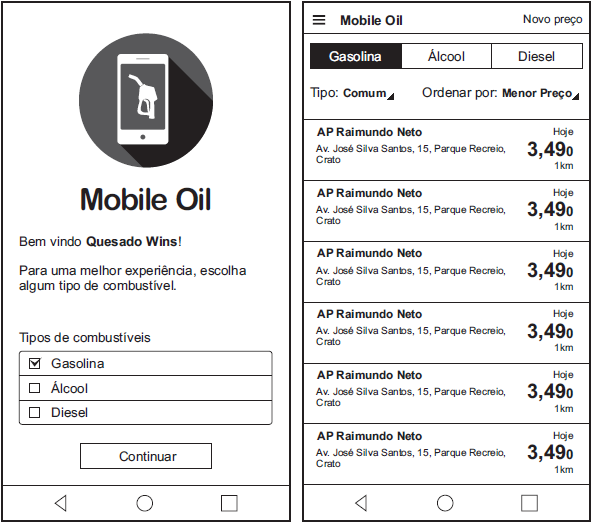 Mobile Oil
Bem vindo Quesado Wins!
Para uma melhor experiência, escolha
algum tipo de combustível.
Tipos de combustíveis
Gasolina
Álcool
Diesel
Continuar
Mobile Oil Novo preço
Gasolina Álcool Diesel
Tipo: Comum Ordenar por: Menor Preço
AP Raimundo Neto Hoje
Av. José Silva Santos, 15, Parque Recreio, 3,490
Crato 1km
AP Raimundo Neto Hoje
Av. José Silva Santos, 15, Parque Recreio, 3,490
Crato 1km
AP Raimundo Neto Hoje
Av. José Silva Santos, 15, Parque Recreio, 3,490
Crato 1km
AP Raimundo Neto Hoje
Av. José Silva Santos, 15, Parque Recreio, 3,490
Crato 1km
AP Raimundo Neto Hoje
Av. José Silva Santos, 15, Parque Recreio, 3,490
Crato 1km
AP Raimundo Neto Hoje
Av. José Silva Santos, 15, Parque Recreio, 3,490
Crato 1km